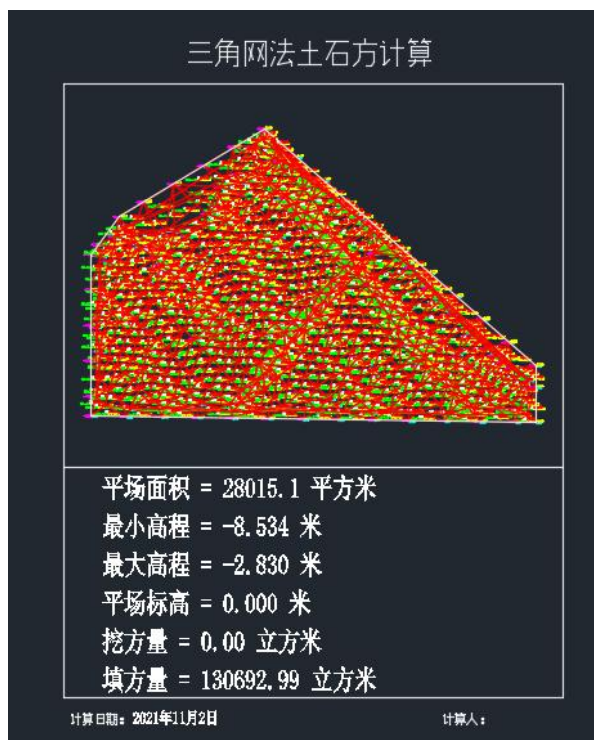 三角网法土石方计算
平场面积 = 28015.1 平方米
最小高程 = -8.534 米
最大高程 = -2.830 米
平场标高 = 0.000 米
挖方量 = 0.00 立方米
填方量 = 130692.99 立方米
计算日期：2021年11月2日 计算人：